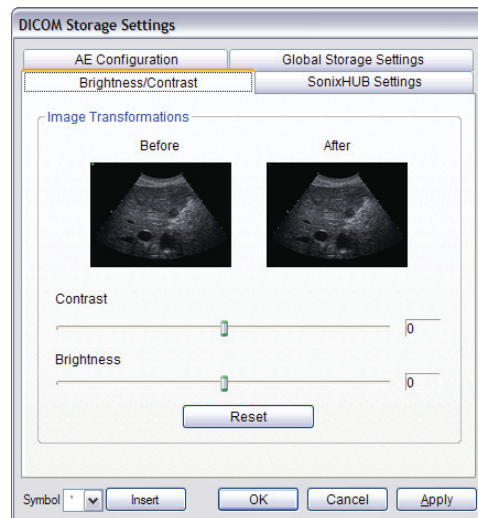 DICOM Storage Settings
AE Configuration Global Storage Settings
Brightness/Contrast SonixHUB Settings
Image Transformations
Before After
Contrast
0
Brightness
0
Reset
Symbol ' Insert OK Cancel Apply